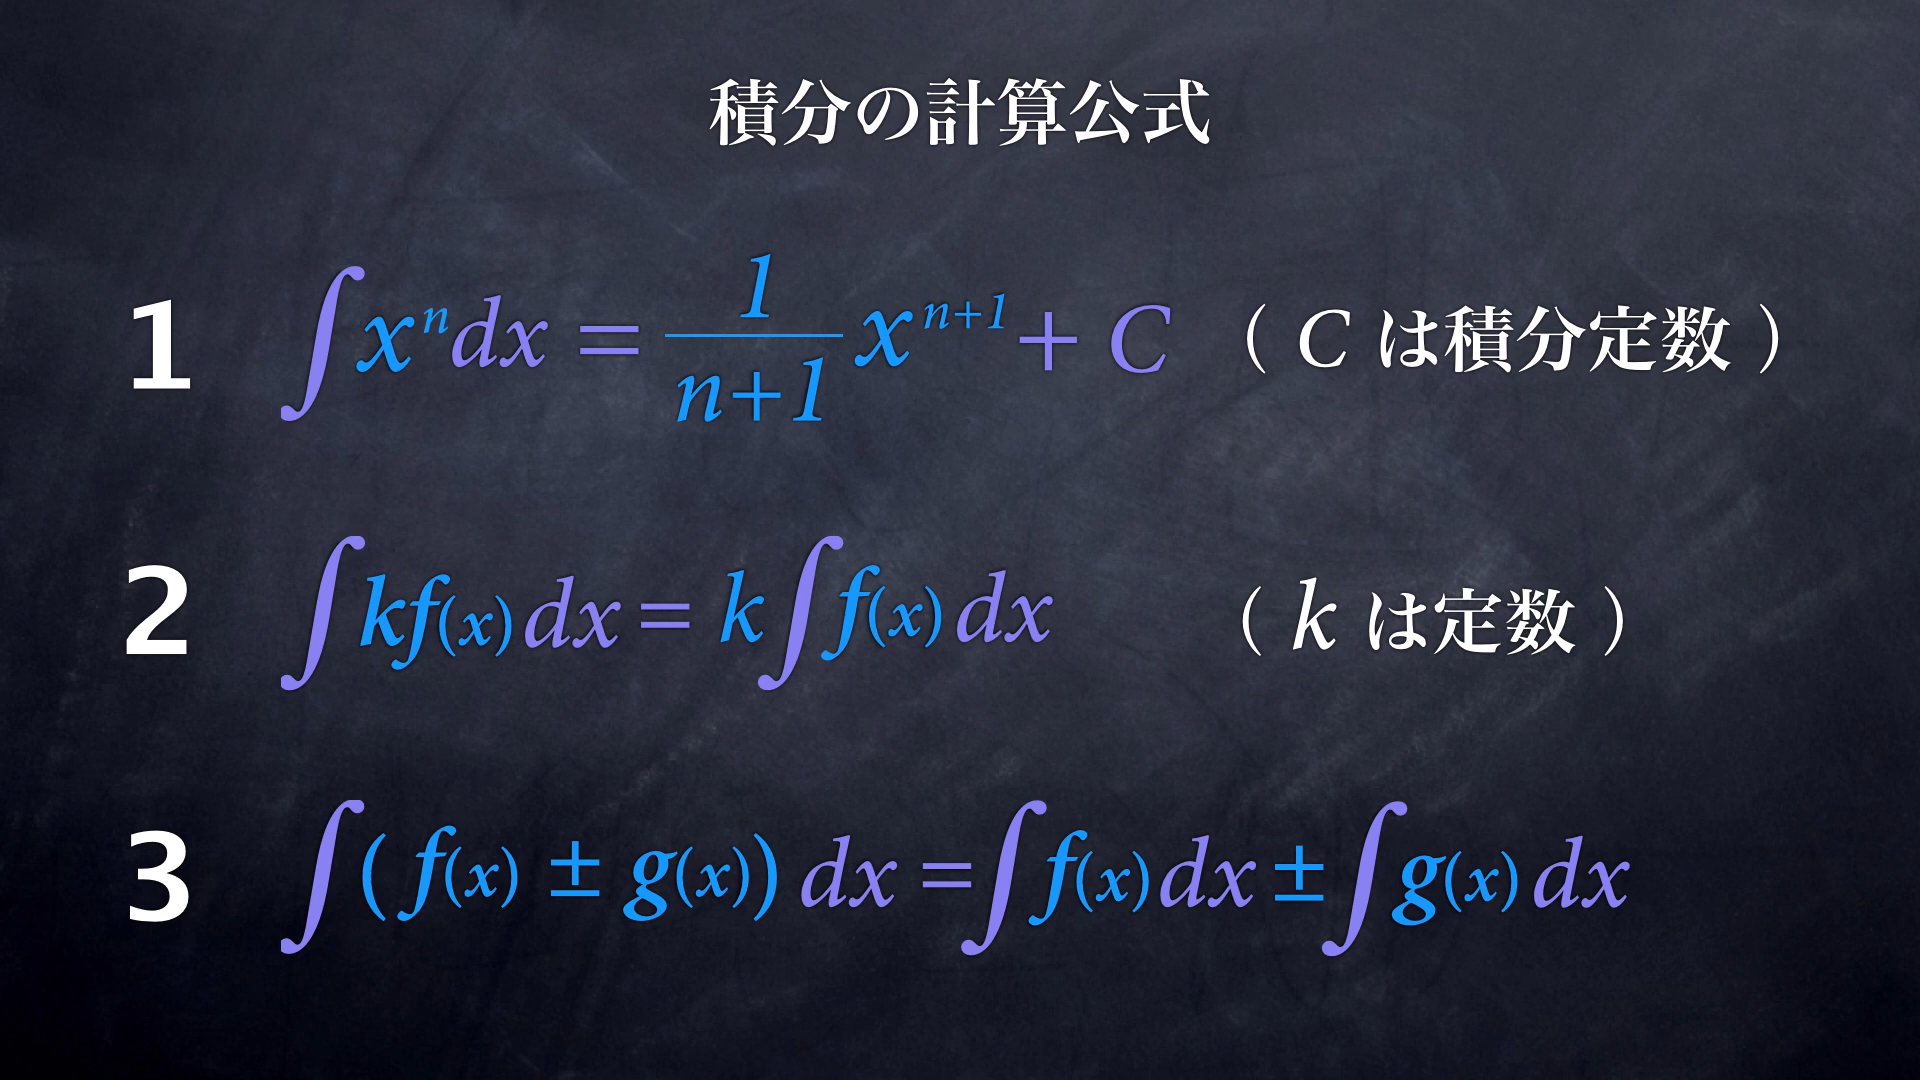 積分の計算公式
1 ∫xⁿdx = 1/(n+1) xⁿ⁺¹ + C （ C は積分定数 ）
2 ∫kf(x)dx = k∫f(x)dx （ k は定数 ）
3 ∫( f(x) ± g(x)) dx =∫f(x)dx ±∫g(x)dx